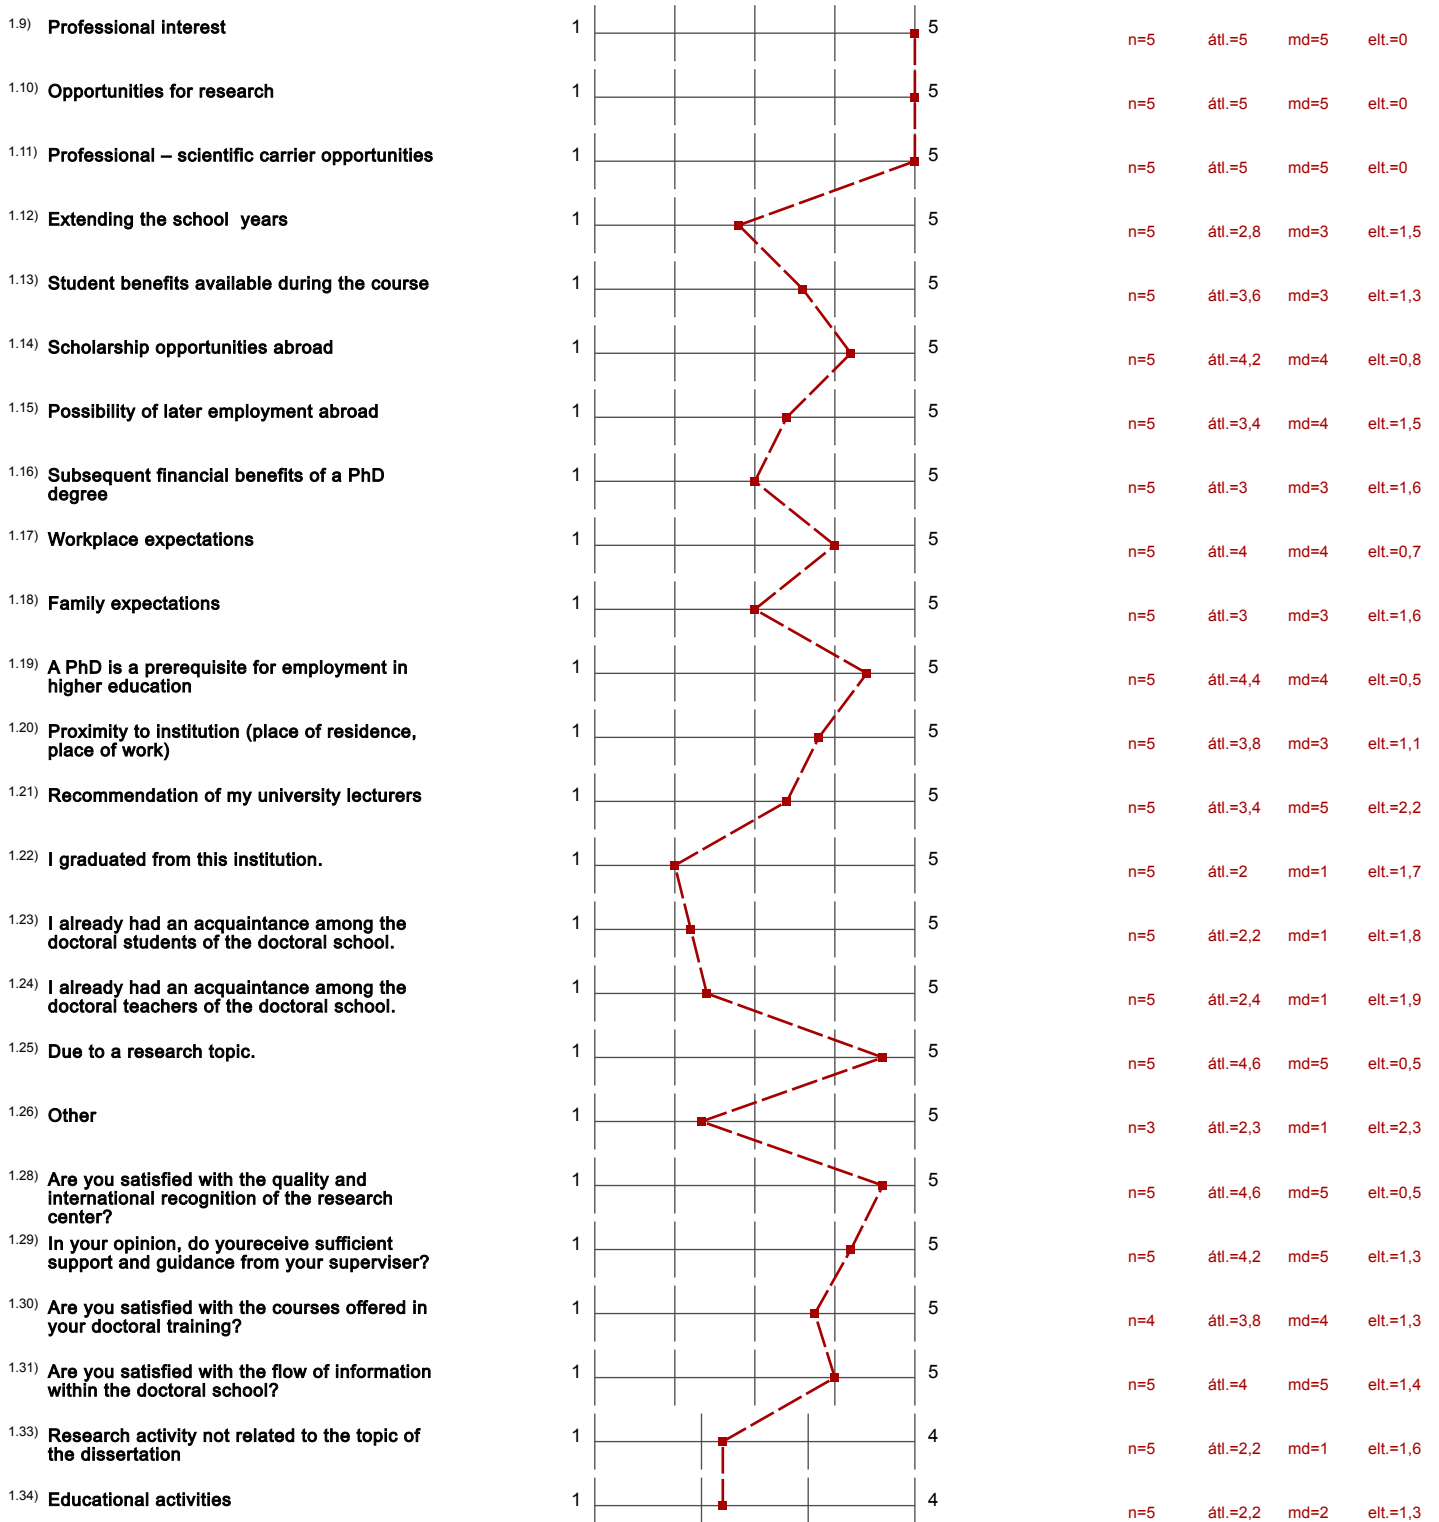 1.9) Professional interest 1 5 n=5 átl.=5 md=5 elt.=0
1.10) Opportunities for research 1 5 n=5 átl.=5 md=5 elt.=0
1.11) Professional – scientific carrier opportunities 1 5 n=5 átl.=5 md=5 elt.=0
1.12) Extending the school  years 1 5 n=5 átl.=2,8 md=3 elt.=1,5
1.13) Student benefits available during the course 1 5 n=5 átl.=3,6 md=3 elt.=1,3
1.14) Scholarship opportunities abroad 1 5 n=5 átl.=4,2 md=4 elt.=0,8
1.15) Possibility of later employment abroad 1 5 n=5 átl.=3,4 md=4 elt.=1,5
1.16) Subsequent financial benefits of a PhD 1 5 n=5 átl.=3 md=3 elt.=1,6
degree
1.17) Workplace expectations 1 5 n=5 átl.=4 md=4 elt.=0,7
1.18) Family expectations 1 5 n=5 átl.=3 md=3 elt.=1,6
1.19) A PhD is a prerequisite for employment in 1 5 n=5 átl.=4,4 md=4 elt.=0,5
higher education
1.20) Proximity to institution (place of residence, 1 5 n=5 átl.=3,8 md=3 elt.=1,1
place of work)
1.21) Recommendation of my university lecturers 1 5 n=5 átl.=3,4 md=5 elt.=2,2
1.22) I graduated from this institution. 1 5 n=5 átl.=2 md=1 elt.=1,7
1.23) I already had an acquaintance among the 1 5 n=5 átl.=2,2 md=1 elt.=1,8
doctoral students of the doctoral school.
1.24) I already had an acquaintance among the 1 5 n=5 átl.=2,4 md=1 elt.=1,9
doctoral teachers of the doctoral school.
1.25) Due to a research topic. 1 5 n=5 átl.=4,6 md=5 elt.=0,5
1.26) Other 1 5 n=3 átl.=2,3 md=1 elt.=2,3
1.28) Are you satisfied with the quality and 1 5 n=5 átl.=4,6 md=5 elt.=0,5
international recognition of the research
center?
1.29) In your opinion, do youreceive sufficient 1 5 n=5 átl.=4,2 md=5 elt.=1,3
support and guidance from your superviser?
1.30) Are you satisfied with the courses offered in 1 5 n=4 átl.=3,8 md=4 elt.=1,3
your doctoral training?
1.31) Are you satisfied with the flow of information 1 5 n=5 átl.=4 md=5 elt.=1,4
within the doctoral school?
1.33) Research activity not related to the topic of 1 4 n=5 átl.=2,2 md=1 elt.=1,6
the dissertation
1.34) Educational activities 1 4 n=5 átl.=2,2 md=2 elt.=1,3